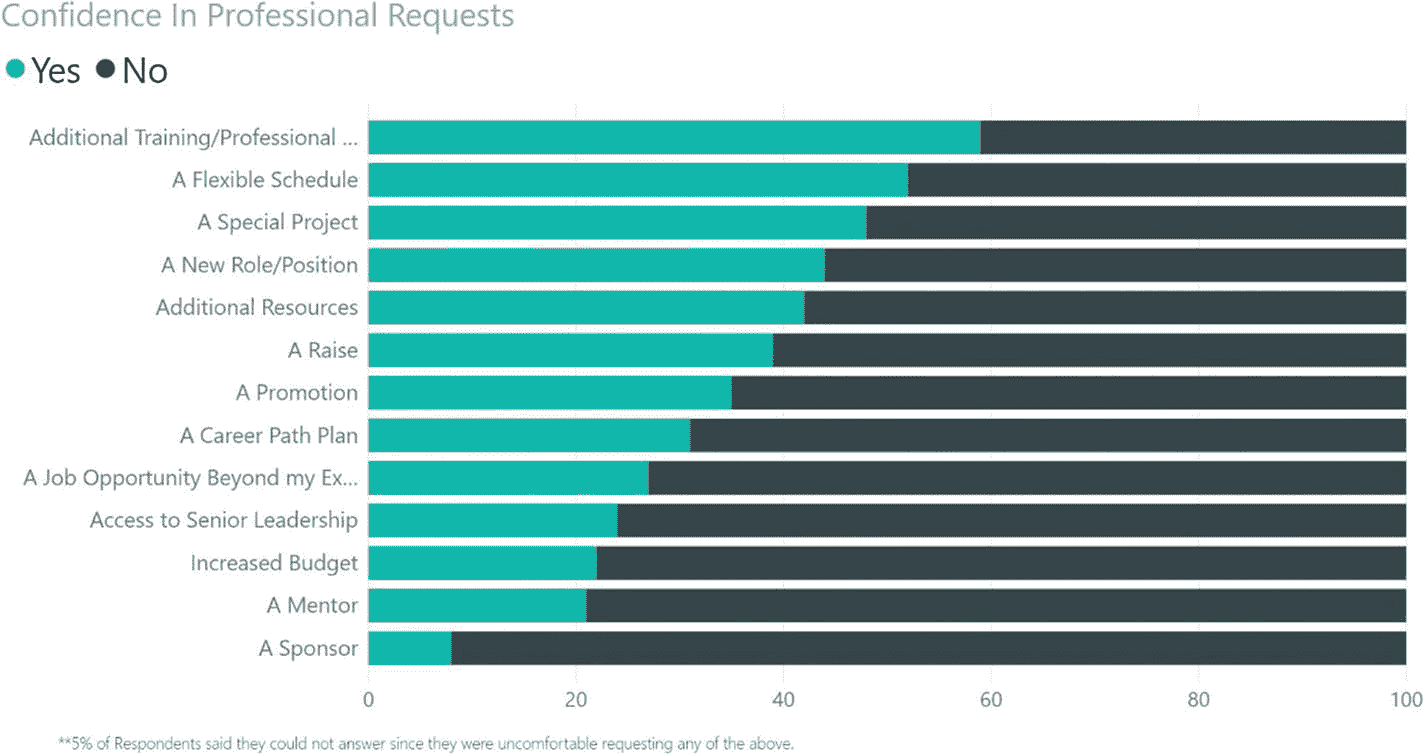 Confidence In Professional Requests
Yes No
Additional Training/Professional ...
A Flexible Schedule
A Special Project
A New Role/Position
Additional Resources
A Raise
A Promotion
A Career Path Plan
A Job Opportunity Beyond my Ex...
Access to Senior Leadership
Increased Budget
A Mentor
A Sponsor
0 20 40 60 80 100
**5% of Respondents said they could not answer since they were uncomfortable requesting any of the above.